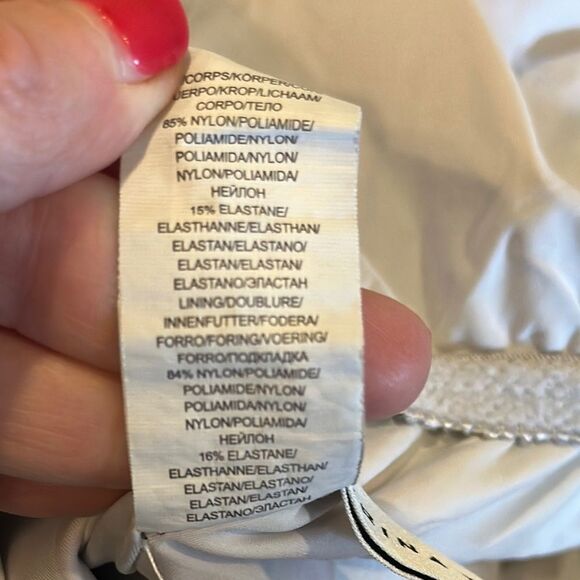 /CORPS/KÖRPER/
CUERPO/KROP/LICHAAM/
CORPO/ТЕЛО
85% NYLON/POLIAMIDE/
POLIAMIDE/NYLON/
POLIAMIDA/NYLON/
NYLON/POLIAMIDA/
НЕЙЛОН
15% ELASTANE/
ELASTHANNE/ELASTHAN/
ELASTAN/ELASTANO/
ELASTAN/ELASTAN/
ELASTANO/ЭЛАСТАН
LINING/DOUBLURE/
INNENFUTTER/FODERA/
FORRO/FORING/VOERING/
FORRO/ПОДКЛАДКА
84% NYLON/POLIAMIDE/
POLIAMIDE/NYLON/
POLIAMIDA/NYLON/
NYLON/POLIAMIDA/
НЕЙЛОН
16% ELASTANE/
ELASTHANNE/ELASTHAN/
ELASTAN/ELASTANO/
ELASTAN/ELASTAN/
ELASTANO/ЭЛАСТАН